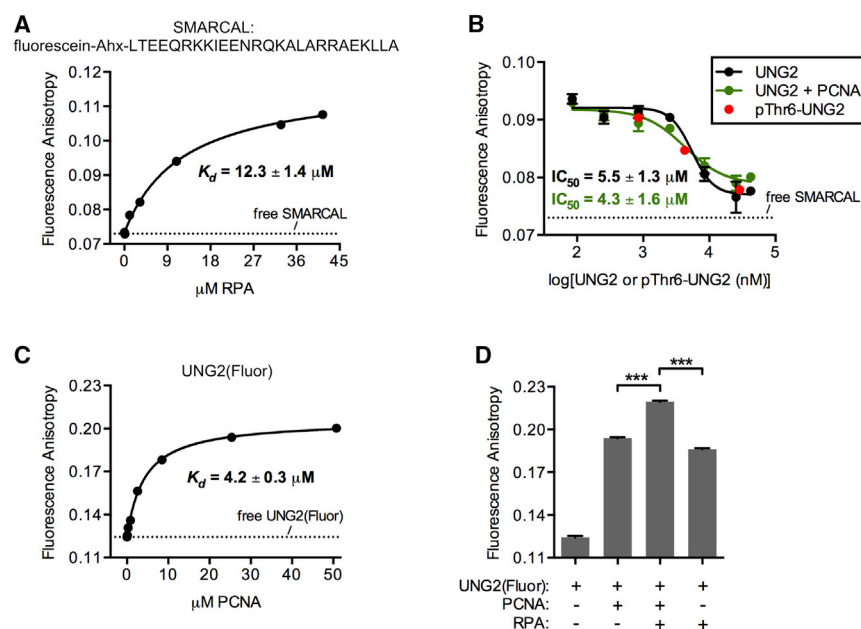 A
SMARCAL:
fluorescein-Ahx-LTEEQRKKIEENRQKALARRAEKLLA
Fluorescence Anisotropy
0.12
0.11
0.10
0.09
0.08
0.07
Kd = 12.3 ± 1.4 μM
free SMARCAL
0 9 18 27 36 45
μM RPA
B
UNG2
UNG2 + PCNA
pThr6-UNG2
Fluorescence Anisotropy
0.10
0.09
0.08
0.07
IC50 = 5.5 ± 1.3 μM
IC50 = 4.3 ± 1.6 μM
free SMARCAL
2 3 4 5
log[UNG2 or pThr6-UNG2 (nM)]
C
UNG2(Fluor)
Fluorescence Anisotropy
0.23
0.20
0.17
0.14
0.11
Kd = 4.2 ± 0.3 μM
free UNG2(Fluor)
0 10 20 30 40 50
μM PCNA
D
Fluorescence Anisotropy
0.23
0.20
0.17
0.14
0.11
*** ***
UNG2(Fluor): + + + +
PCNA: - + + -
RPA: - - + +